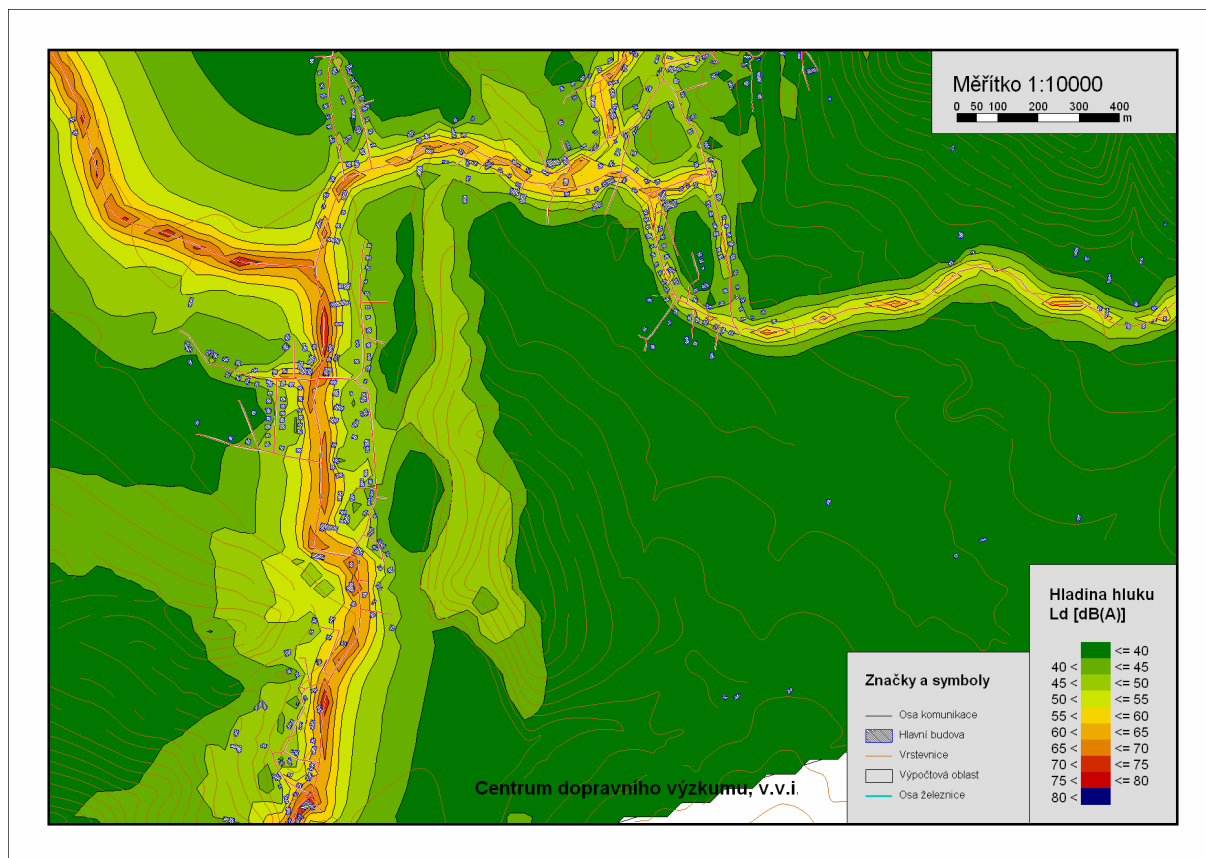 Měřítko 1:10000
0 50 100 200 300 400
m
Hladina hluku
Ld [dB(A)]
<= 40
40 < <= 45
45 < <= 50
50 < <= 55
55 < <= 60
60 < <= 65
65 < <= 70
70 < <= 75
75 < <= 80
80 <
Značky a symboly
Osa komunikace
Hlavní budova
Vrstevnice
Výpočtová oblast
Osa železnice
Centrum dopravního výzkumu, v.v.i.